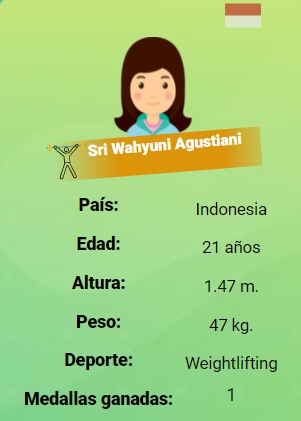 Sri Wahyuni Agustiani
País: Indonesia
Edad: 21 años
Altura: 1.47 m.
Peso: 47 kg.
Deporte: Weightlifting
Medallas ganadas: 1